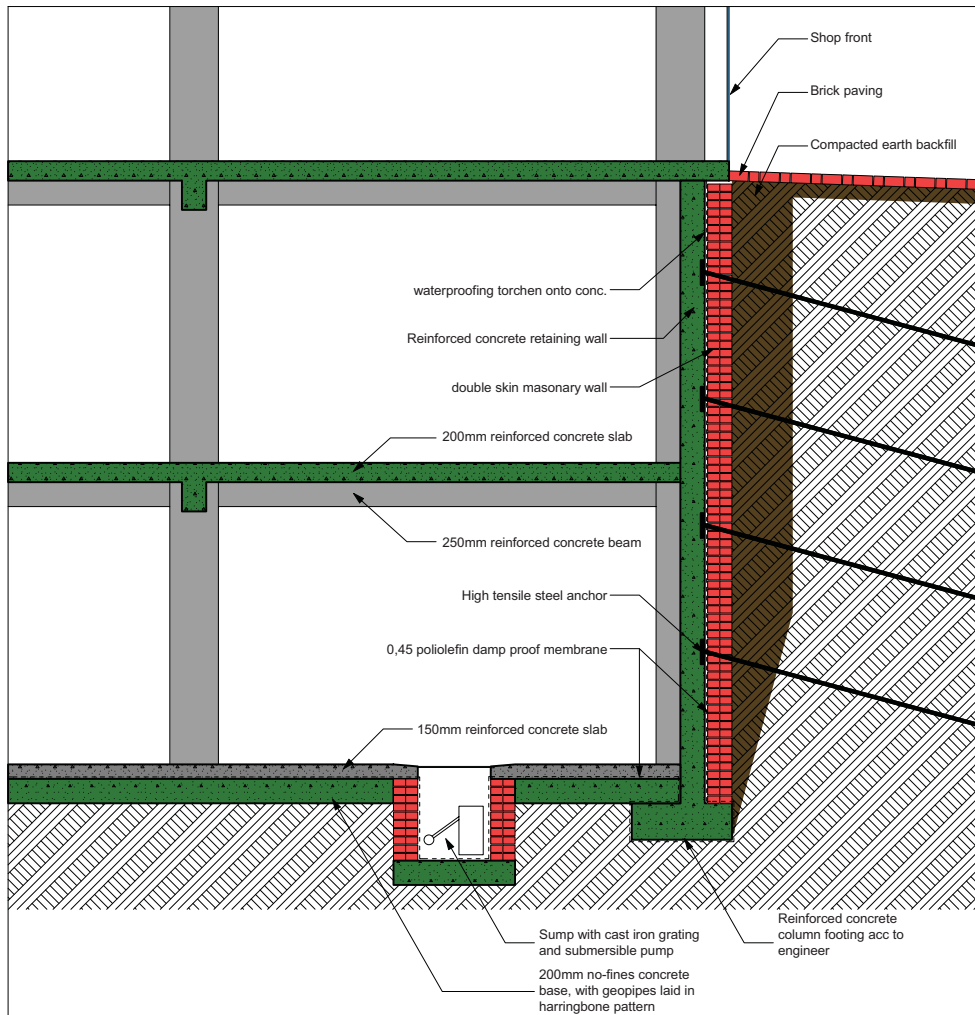 Shop front
Brick paving
Compacted earth backfill
waterproofing torchen onto conc.
Reinforced concrete retaining wall
double skin masonary wall
200mm reinforced concrete slab
250mm reinforced concrete beam
High tensile steel anchor
0,45 poliolefin damp proof membrane
150mm reinforced concrete slab
Sump with cast iron grating
and submersible pump
Reinforced concrete
column footing acc to
engineer
200mm no-fines concrete
base, with geopipes laid in
harringbone pattern